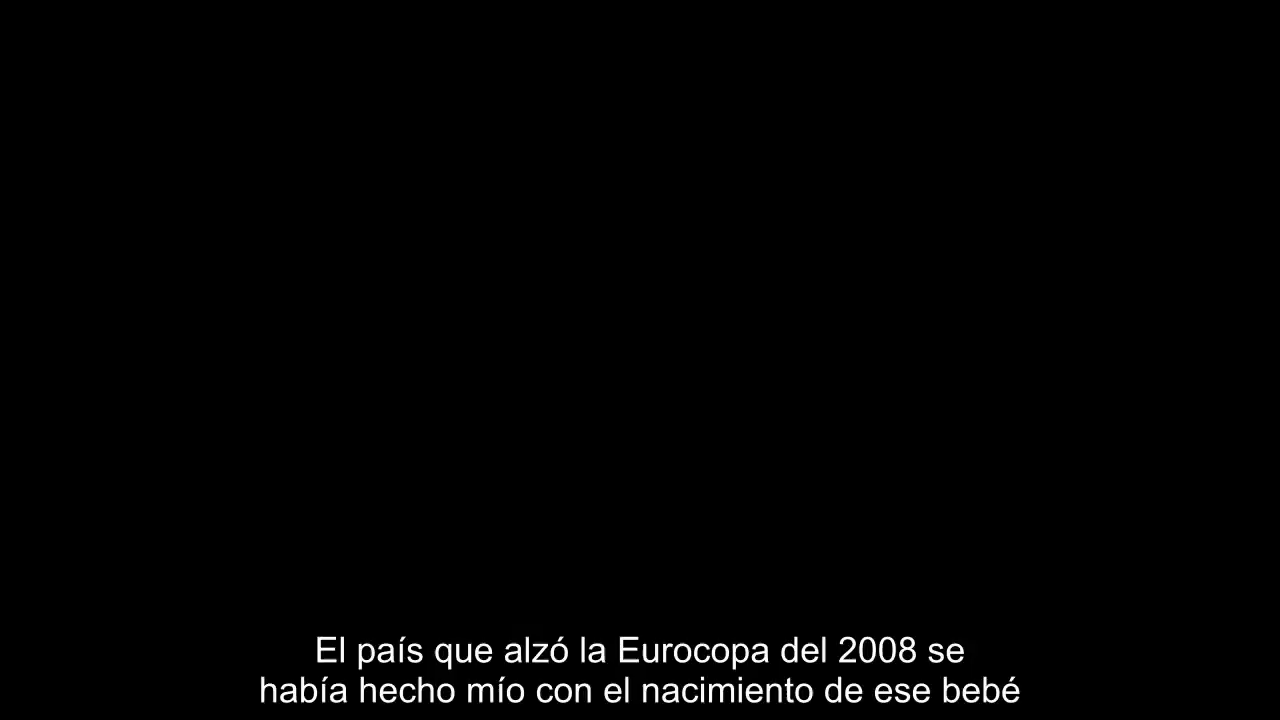 El país que alzó la Eurocopa del 2008 se
había hecho mío con el nacimiento de ese bebé